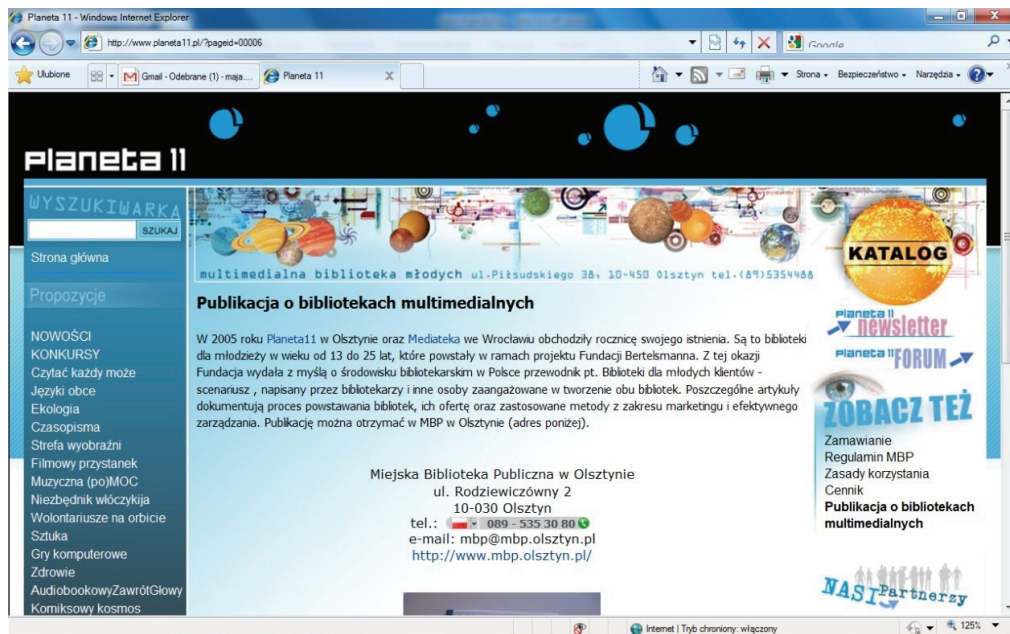 Planeta 11 - Windows Internet Explorer
http://www.planeta11.pl/?pageid=00006
Google
Ulubione
Gmail - Odebrane (1) - maja....
Planeta 11
Strona
Bezpieczeństwo
Narzędzia
Planeta 11
WYSZUKIWARKA
SZUKAJ
Strona główna
Propozycje
NOWOŚCI
KONKURSY
Czytać każdy może
Języki obce
Ekologia
Czasopisma
Strefa wyobraźni
Filmowy przystanek
Muzyczna (po)MOC
Niezbędnik włóczykija
Wolontariusze na orbicie
Sztuka
Gry komputerowe
Zdrowie
AudiobookowyZawrótGłowy
Komiksowy kosmos
multimedialna biblioteka młodych ul.Piłsudskiego 38, 10-450 Olsztyn tel.(89)5354488
Publikacja o bibliotekach multimedialnych
W 2005 roku Planeta11 w Olsztynie oraz Mediateka we Wrocławiu obchodziły rocznicę swojego istnienia. Są to biblioteki
dla młodzieży w wieku od 13 do 25 lat, które powstały w ramach projektu Fundacji Bertelsmanna. Z tej okazji
Fundacja wydała z myślą o środowisku bibliotekarskim w Polsce przewodnik pt. Biblioteki dla młodych klientów -
scenariusz , napisany przez bibliotekarzy i inne osoby zaangażowane w tworzenie obu bibliotek. Poszczególne artykuły
dokumentują proces powstawania bibliotek, ich ofertę oraz zastosowane metody z zakresu marketingu i efektywnego
zarządzania. Publikację można otrzymać w MBP w Olsztynie (adres poniżej).
Miejska Biblioteka Publiczna w Olsztynie
ul. Rodziewiczówny 2
10-030 Olsztyn
tel.: 089 - 535 30 80
e-mail: mbp@mbp.olsztyn.pl
http://www.mbp.olsztyn.pl/
KATALOG
Planeta 11
newsletter
Planeta 11 FORUM
ZOBACZ TEŻ
Zamawianie
Regulamin MBP
Zasady korzystania
Cennik
Publikacja o bibliotekach
multimedialnych
NASI Partnerzy
Internet | Tryb chroniony: włączony
125%